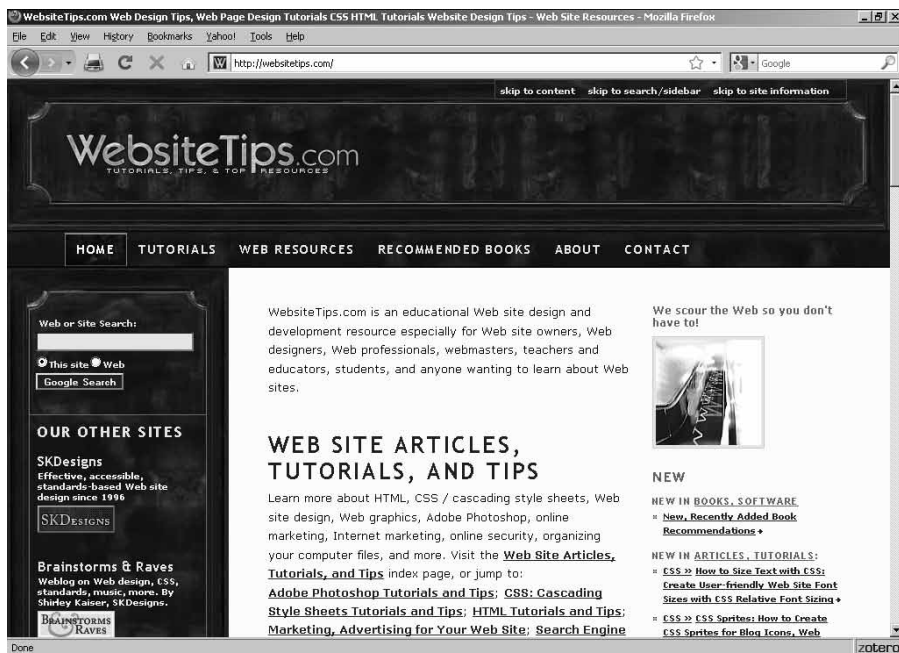 WebsiteTips.com Web Design Tips, Web Page Design Tutorials CSS HTML Tutorials Website Design Tips - Web Site Resources - Mozilla Firefox
File Edit View History Bookmarks Yahoo! Tools Help
http://websitetips.com/
Google
skip to content skip to search/sidebar skip to site information
WebsiteTips.com
TUTORIALS, TIPS, & TOP RESOURCES
HOME TUTORIALS WEB RESOURCES RECOMMENDED BOOKS ABOUT CONTACT
Web or Site Search:
This site Web
Google Search
OUR OTHER SITES
SKDesigns
Effective, accessible,
standards-based Web site
design since 1996
SKDESIGNS
Brainstorms & Raves
Weblog on Web design, CSS,
standards, music, more. By
Shirley Kaiser, SKDesigns.
BRAINSTORMS
& RAVES
WebsiteTips.com is an educational Web site design and
development resource especially for Web site owners, Web
designers, Web professionals, webmasters, teachers and
educators, students, and anyone wanting to learn about Web
sites.
WEB SITE ARTICLES,
TUTORIALS, AND TIPS
Learn more about HTML, CSS / cascading style sheets, Web
site design, Web graphics, Adobe Photoshop, online
marketing, Internet marketing, online security, organizing
your computer files, and more. Visit the Web Site Articles,
Tutorials, and Tips index page, or jump to:
Adobe Photoshop Tutorials and Tips; CSS: Cascading
Style Sheets Tutorials and Tips; HTML Tutorials and Tips;
Marketing, Advertising for Your Web Site; Search Engine
We scour the Web so you don't
have to!
NEW
NEW IN BOOKS, SOFTWARE
New, Recently Added Book
Recommendations
NEW IN ARTICLES, TUTORIALS:
CSS » How to Size Text with CSS:
Create User-friendly Web Site Font
Sizes with CSS Relative Font Sizing
CSS » CSS Sprites: How to Create
CSS Sprites for Blog Icons, Web
Done
zotero